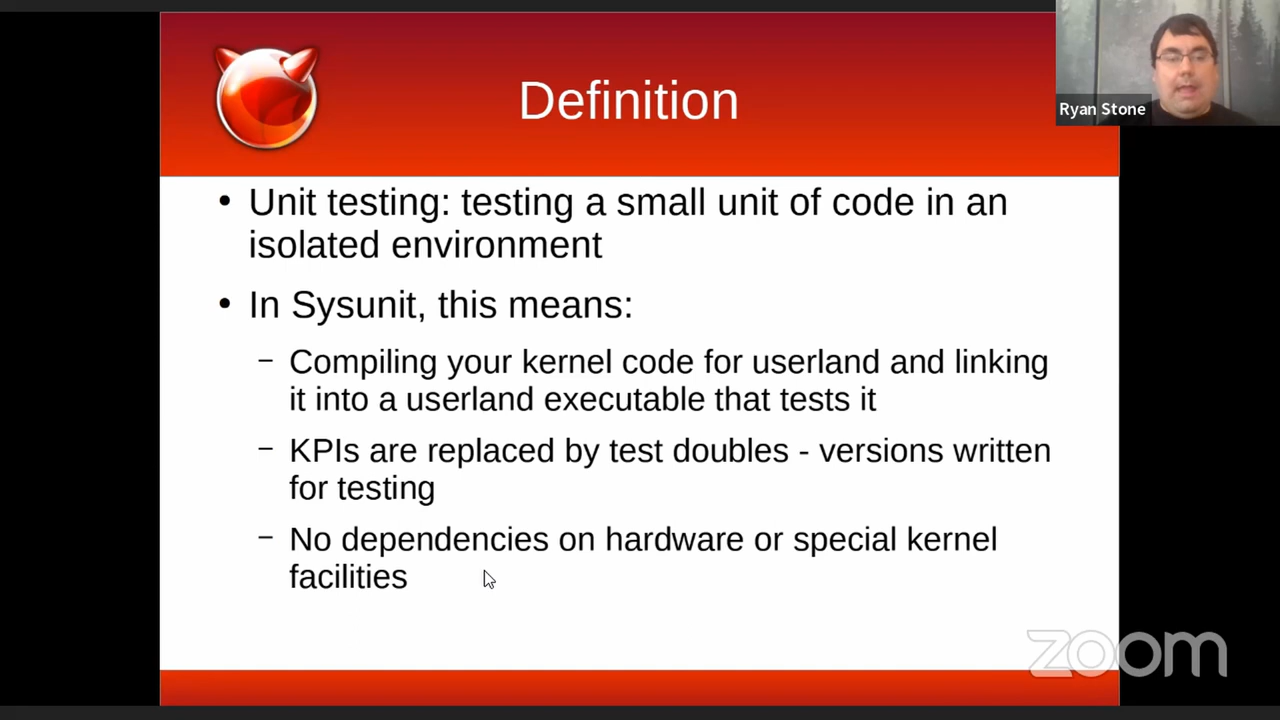 Definition
Ryan Stone
• Unit testing: testing a small unit of code in an
isolated environment
• In Sysunit, this means:
– Compiling your kernel code for userland and linking
it into a userland executable that tests it
– KPIs are replaced by test doubles - versions written
for testing
– No dependencies on hardware or special kernel
facilities
zoom